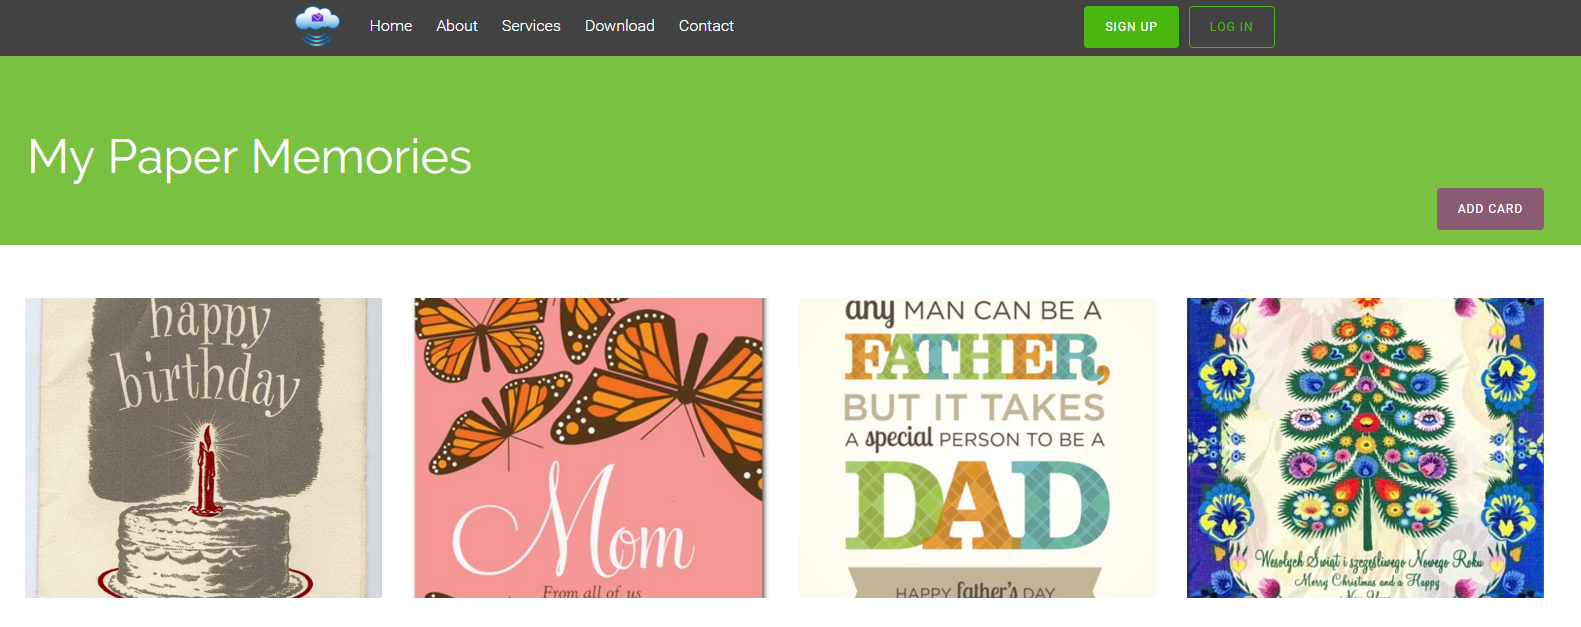 Home About Services Download Contact
SIGN UP
LOG IN
My Paper Memories
ADD CARD
happy
birthday
Mom
From all of us
any MAN CAN BE A
FATHER,
BUT IT TAKES
A special PERSON TO BE A
DAD
HAPPY father's DAY
Wesołych Świąt i szczęśliwego Nowego Roku
Merry Christmas and a Happy
New Year